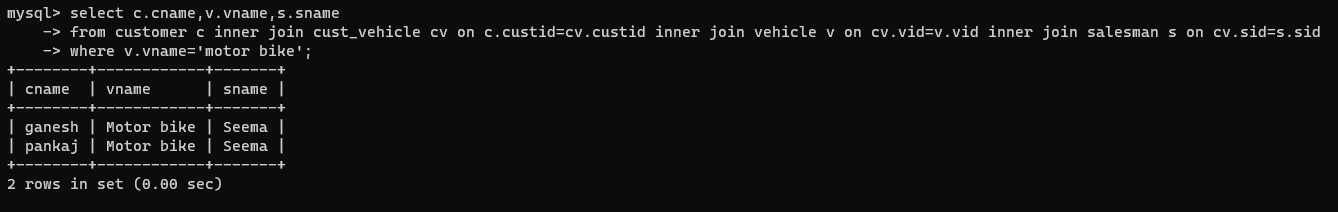 mysql> select c.cname,v.vname,s.sname
    -> from customer c inner join cust_vehicle cv on c.custid=cv.custid inner join vehicle v on cv.vid=v.vid inner join salesman s on cv.sid=s.sid
    -> where v.vname='motor bike';
+--------+------------+-------+
| cname  | vname      | sname |
+--------+------------+-------+
| ganesh | Motor bike | Seema |
| pankaj | Motor bike | Seema |
+--------+------------+-------+
2 rows in set (0.00 sec)